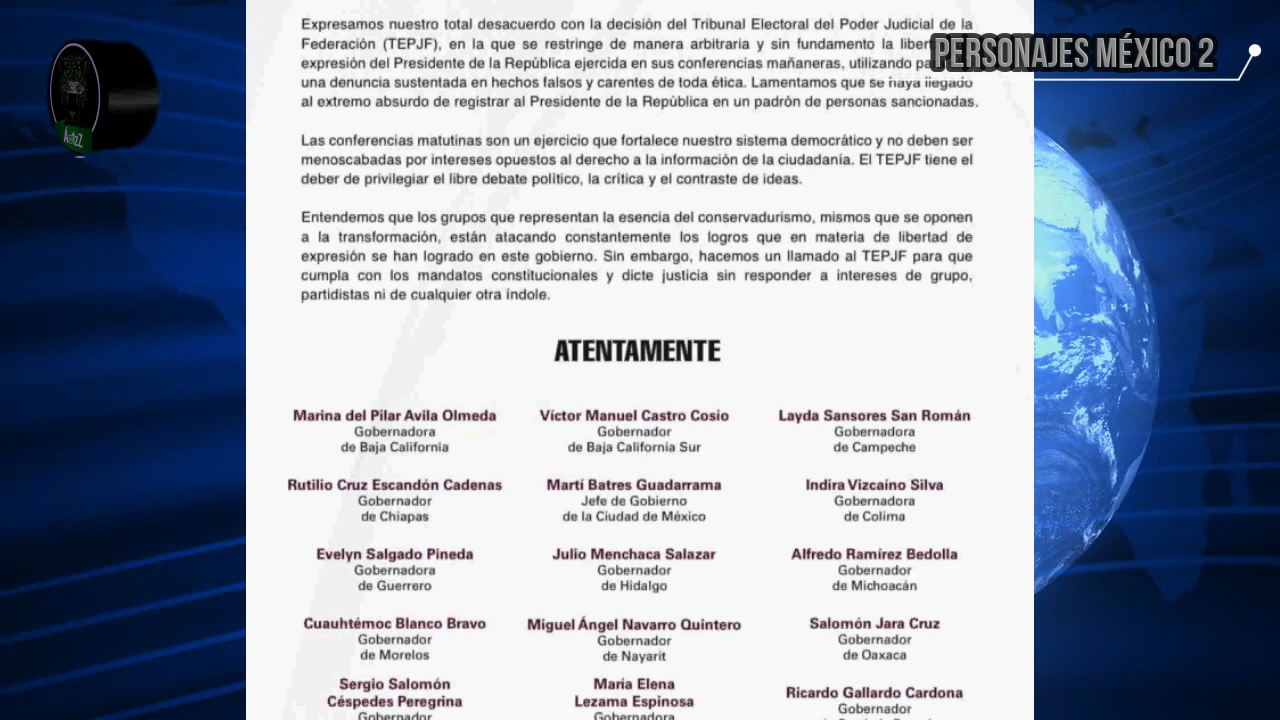 Expresamos nuestro total desacuerdo con la decisión del Tribunal Electoral del Poder Judicial de la
Federación (TEPJF), en la que se restringe de manera arbitraria y sin fundamento la
expresión del Presidente de la República ejercida en sus conferencias mañaneras, utilizando
una denuncia sustentada en hechos falsos y carentes de toda ética. Lamentamos que se haya llegado
al extremo absurdo de registrar al Presidente de la República en un padrón de personas sancionadas.
PERSONAJES MÉXICO 2
AztZ
Las conferencias matutinas son un ejercicio que fortalece nuestro sistema democrático y no deben ser
menoscabadas por intereses opuestos al derecho a la información de la ciudadanía. El TEPJF tiene el
deber de privilegiar el libre debate político, la crítica y el contraste de ideas.
Entendemos que los grupos que representan la esencia del conservadurismo, mismos que se oponen
a la transformación, están atacando constantemente los logros que en materia de libertad de
expresión se han logrado en este gobierno. Sin embargo, hacemos un llamado al TEPJF para que
cumpla con los mandatos constitucionales y dicte justicia sin responder a intereses de grupo,
partidistas ni de cualquier otra índole.
ATENTAMENTE
Marina del Pilar Avila Olmeda
Gobernadora
de Baja California
Víctor Manuel Castro Cosío
Gobernador
de Baja California Sur
Layda Sansores San Román
Gobernadora
de Campeche
Rutilio Cruz Escandón Cadenas
Gobernador
de Chiapas
Martí Batres Guadarrama
Jefe de Gobierno
de la Ciudad de México
Indira Vizcaíno Silva
Gobernadora
de Colima
Evelyn Salgado Pineda
Gobernadora
de Guerrero
Julio Menchaca Salazar
Gobernador
de Hidalgo
Alfredo Ramírez Bedolla
Gobernador
de Michoacán
Cuauhtémoc Blanco Bravo
Gobernador
de Morelos
Miguel Ángel Navarro Quintero
Gobernador
de Nayarit
Salomón Jara Cruz
Gobernador
de Oaxaca
Sergio Salomón
Céspedes Peregrina
Gobernador
María Elena
Lezama Espinosa
Gobernadora
Ricardo Gallardo Cardona
Gobernador